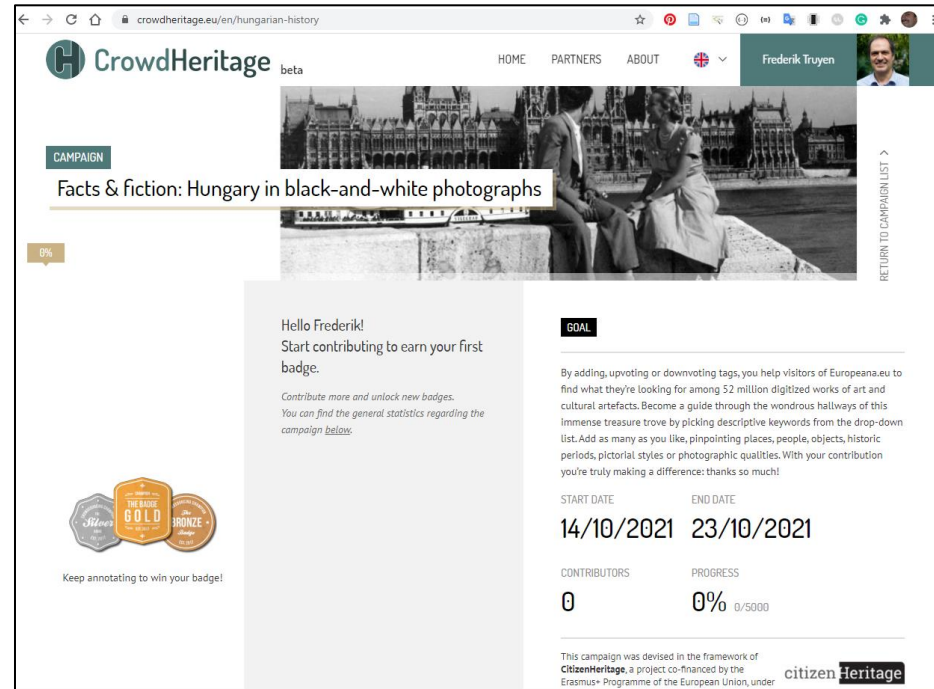 crowdheritage.eu/en/hungarian-history
CrowdHeritage beta
HOME PARTNERS ABOUT
Frederik Truyen
CAMPAIGN
Facts & fiction: Hungary in black-and-white photographs
RETURN TO CAMPAIGN LIST
0%
Hello Frederik!
Start contributing to earn your first
badge.
Contribute more and unlock new badges.
You can find the general statistics regarding the
campaign below.
Silver
THE BADGE
GOLD
The
BRONZE
Badge
Keep annotating to win your badge!
GOAL
By adding, upvoting or downvoting tags, you help visitors of Europeana.eu to
find what they're looking for among 52 million digitized works of art and
cultural artefacts. Become a guide through the wondrous hallways of this
immense treasure trove by picking descriptive keywords from the drop-down
list. Add as many as you like, pinpointing places, people, objects, historic
periods, pictorial styles or photographic qualities. With your contribution
you're truly making a difference: thanks so much!
START DATE END DATE
14/10/2021 23/10/2021
CONTRIBUTORS PROGRESS
0 0% 0/5000
This campaign was devised in the framework of
CitizenHeritage, a project co-financed by the
Erasmus+ Programme of the European Union, under
citizen Heritage